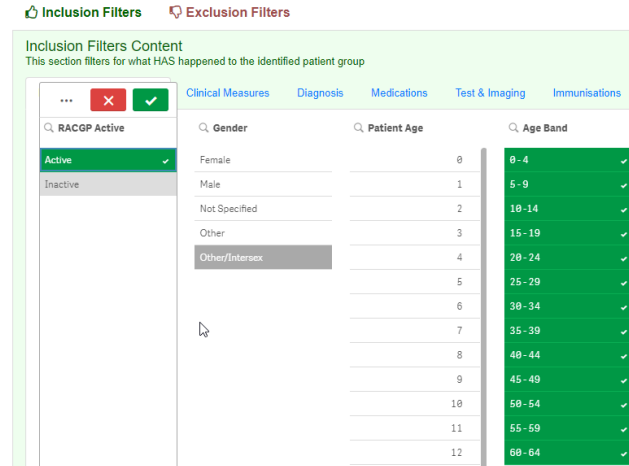 Inclusion Filters Exclusion Filters
Inclusion Filters Content
This section filters for what HAS happened to the identified patient group
... Clinical Measures Diagnosis Medications Test & Imaging Immunisations
RACGP Active Gender Patient Age Age Band
Active Female 0 0-4
Inactive Male 1 5-9
Not Specified 2 10-14
Other 3 15-19
Other/Intersex 4 20-24
5 25-29
6 30-34
7 35-39
8 40-44
9 45-49
10 50-54
11 55-59
12 60-64